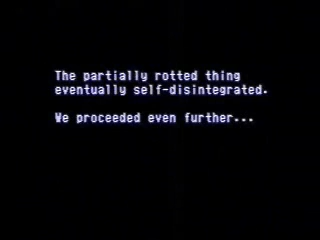 The partially rotted thing
eventually self-disintegrated.
We proceeded even further...